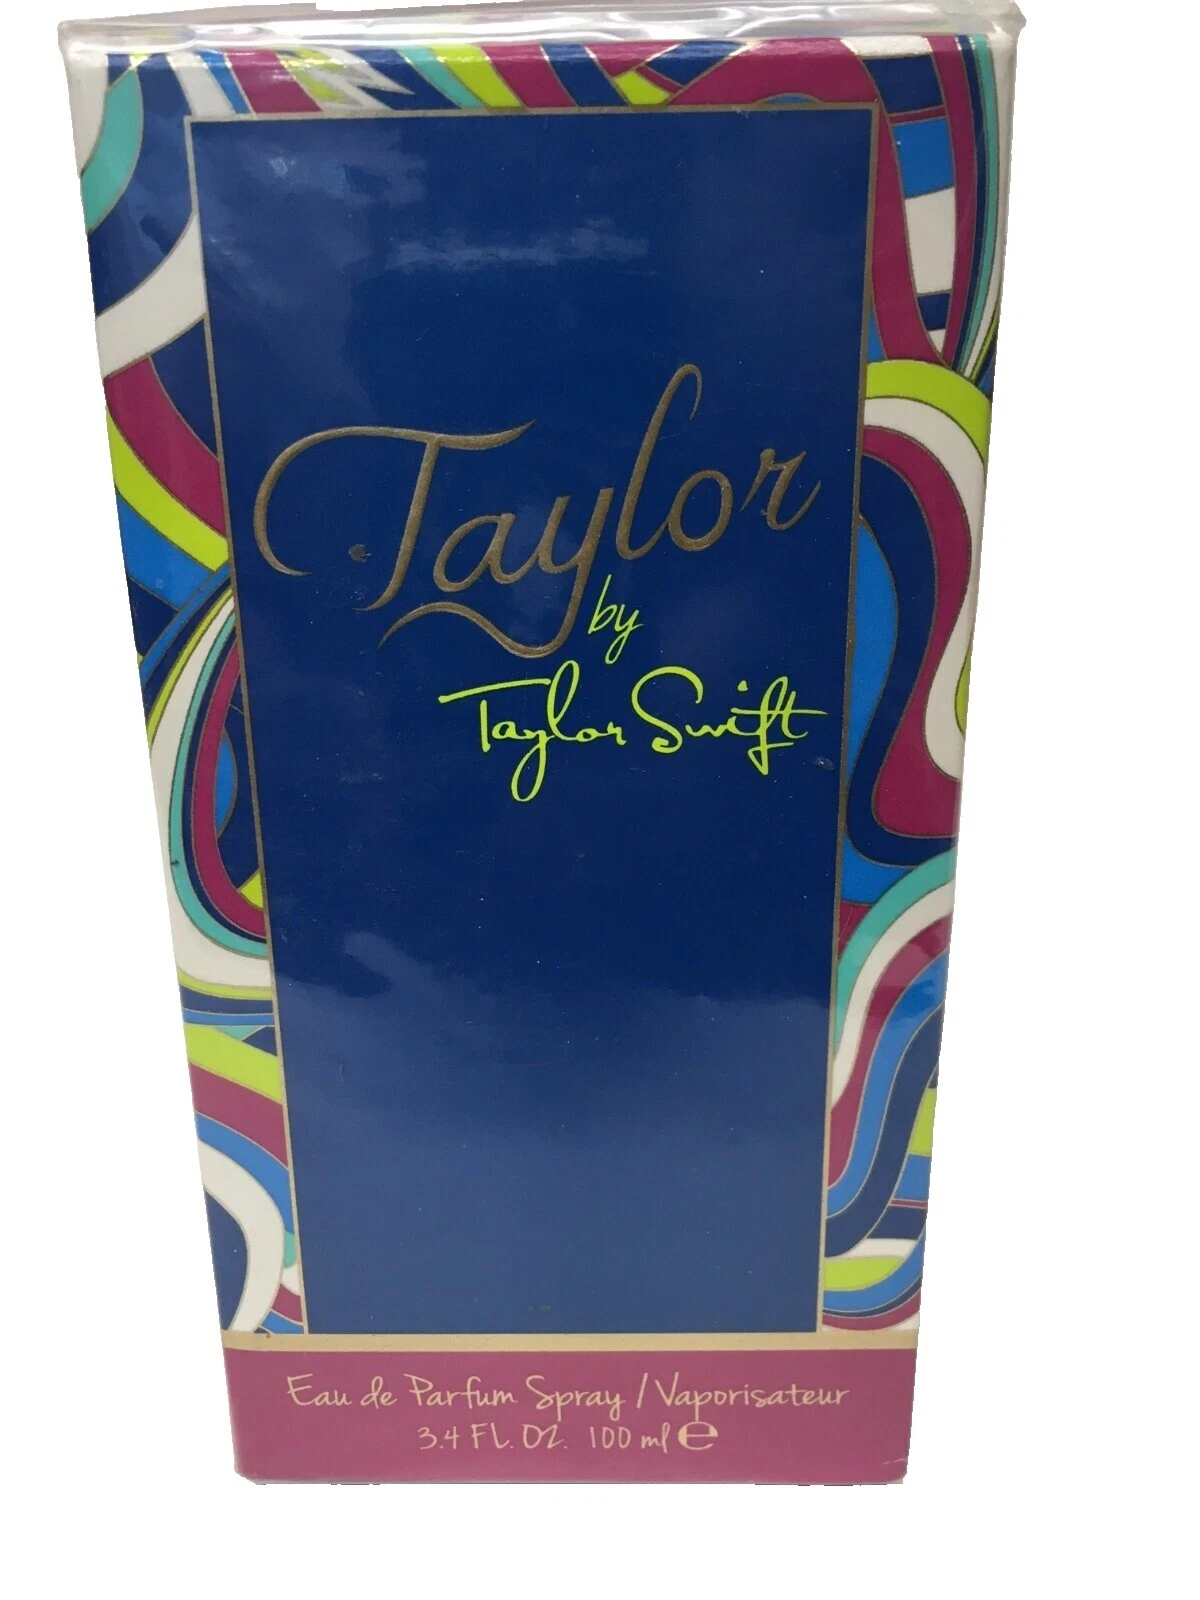 Taylor
by
Taylor Swift
Eau de Parfum Spray / Vaporisateur
3.4 FL. OZ. 100 ml ℮